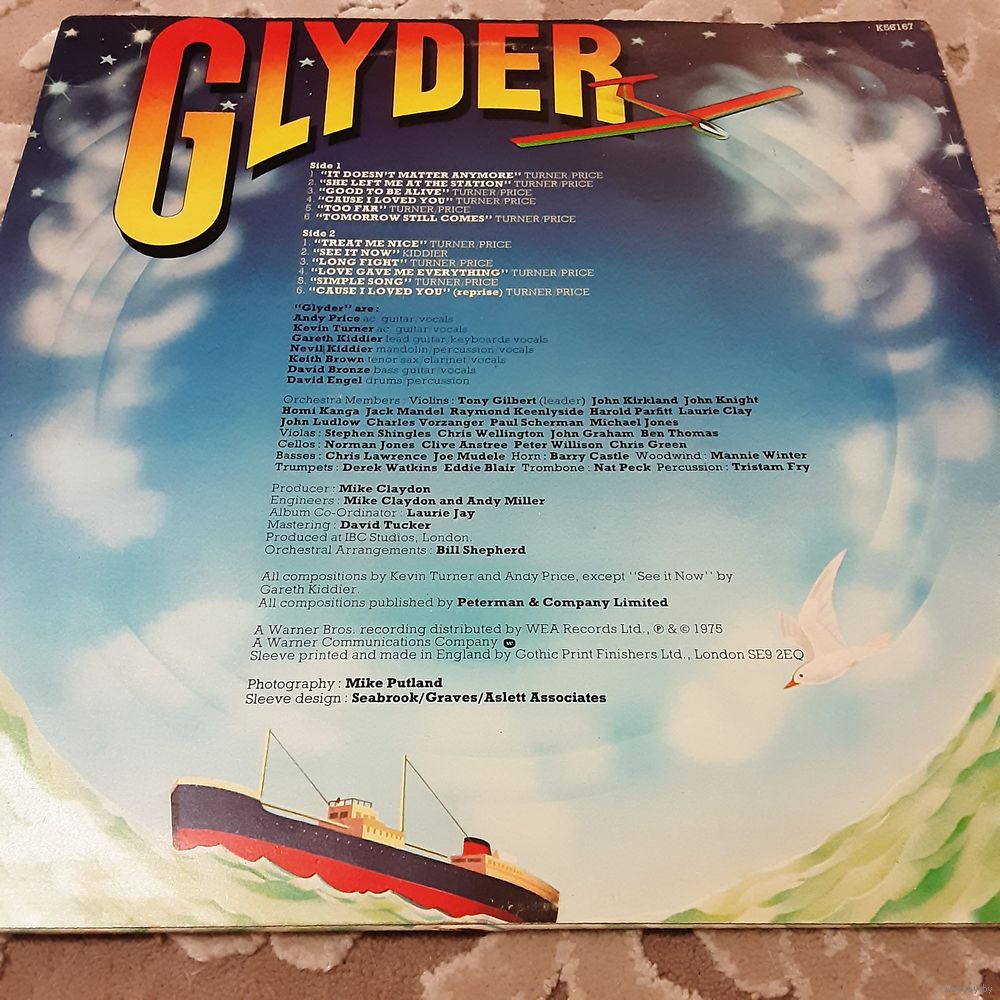 GLYDER
K56167
Side 1
1. "IT DOESN'T MATTER ANYMORE" TURNER/PRICE
2. "SHE LEFT ME AT THE STATION" TURNER/PRICE
3. "GOOD TO BE ALIVE" TURNER/PRICE
4. "CAUSE I LOVED YOU" TURNER/PRICE
5. "TOO FAR" TURNER/PRICE
6. "TOMORROW STILL COMES" TURNER/PRICE
Side 2
1. "TREAT ME NICE" TURNER/PRICE
2. "SEE IT NOW" KIDDIER
3. "LONG FIGHT" TURNER/PRICE
4. "LOVE GAVE ME EVERYTHING" TURNER/PRICE
5. "SIMPLE SONG" TURNER/PRICE
6. "CAUSE I LOVED YOU" (reprise) TURNER/PRICE
"Glyder" are:
Andy Price ac. guitar/vocals
Kevin Turner ac. guitar/vocals
Gareth Kiddier lead guitar/keyboards vocals
Nevil Kiddier mandolin/percussion/vocals
Keith Brown tenor sax/clarinet vocals
David Bronze bass guitar/vocals
David Engel drums/percussion
Orchestra Members: Violins: Tony Gilbert (leader) John Kirkland John Knight
Homi Kanga Jack Mandel Raymond Keenlyside Harold Parfitt Laurie Clay
John Ludlow Charles Vorzanger Paul Scherman Michael Jones
Violas: Stephen Shingles Chris Wellington John Graham Ben Thomas
Cellos: Norman Jones Clive Anstree Peter Willison Chris Green
Basses: Chris Lawrence Joe Mudele Horn: Barry Castle Woodwind: Mannie Winter
Trumpets: Derek Watkins Eddie Blair Trombone: Nat Peck Percussion: Tristam Fry
Producer: Mike Claydon
Engineers: Mike Claydon and Andy Miller
Album Co-Ordinator: Laurie Jay
Mastering: David Tucker
Produced at IBC Studios, London.
Orchestral Arrangements: Bill Shepherd
All compositions by Kevin Turner and Andy Price, except "See it Now" by
Gareth Kiddier.
All compositions published by Peterman & Company Limited
A Warner Bros. recording distributed by WEA Records Ltd., ℗ & © 1975
A Warner Communications Company
Sleeve printed and made in England by Gothic Print Finishers Ltd., London SE9 2EQ
Photography: Mike Putland
Sleeve design: Seabrook/Graves/Aslett Associates